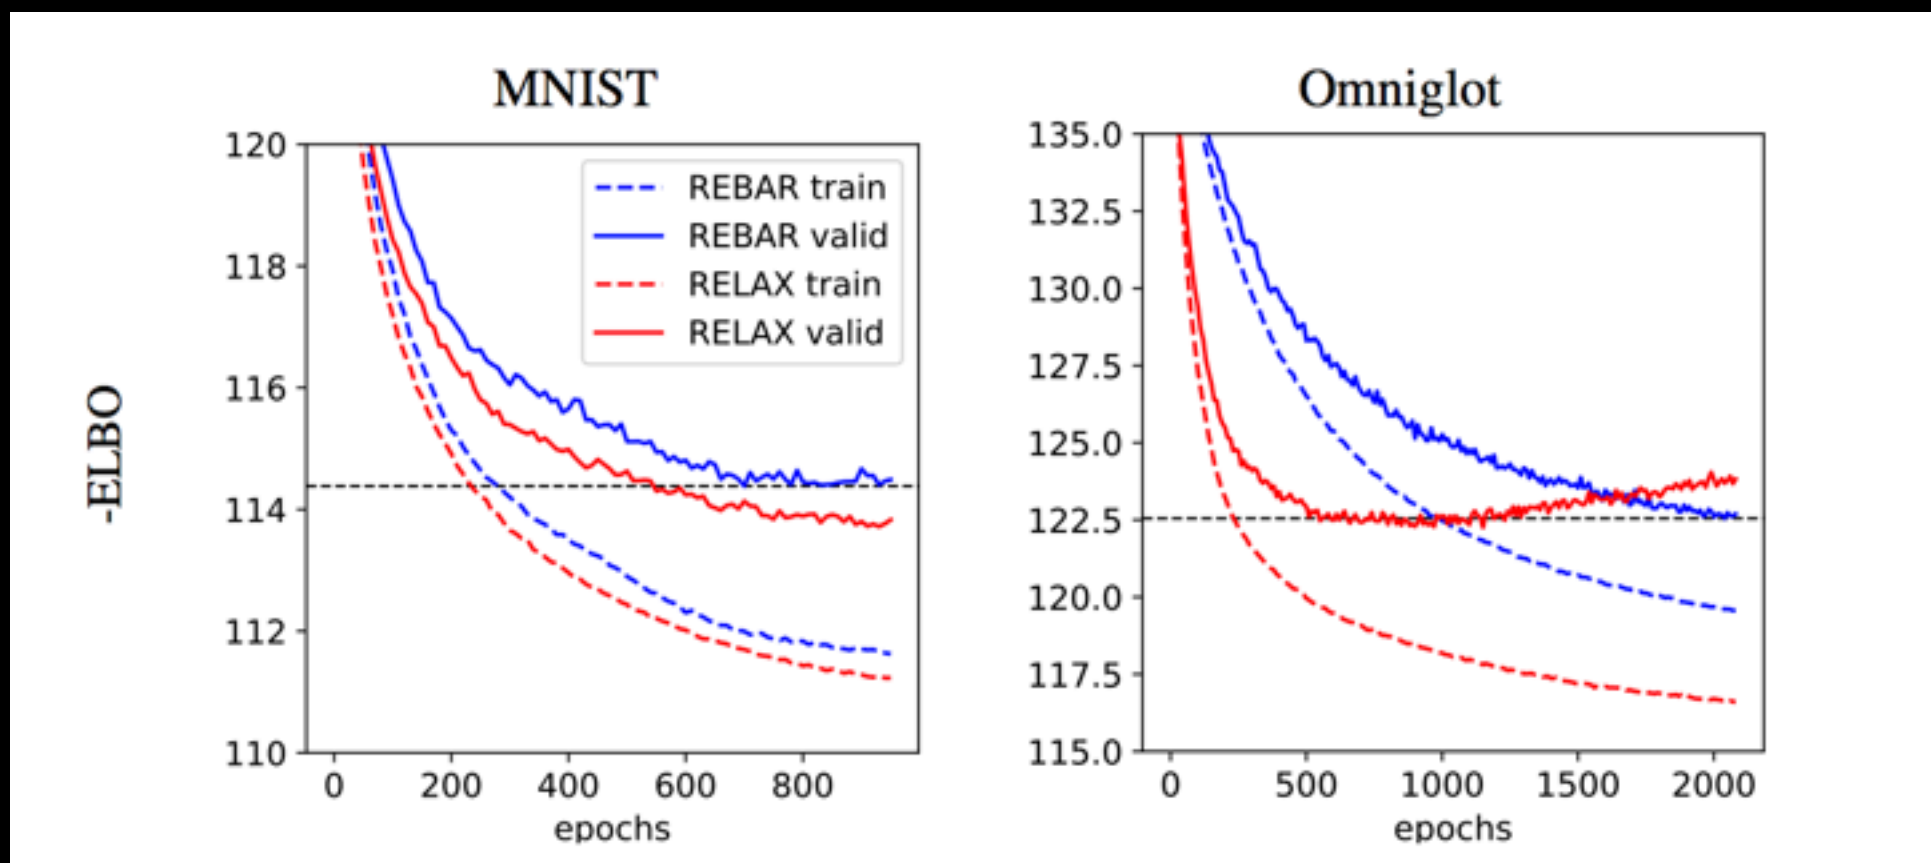 MNIST
Omniglot
-ELBO
120
118
116
114
112
110
0 200 400 600 800
epochs
REBAR train
REBAR valid
RELAX train
RELAX valid
135.0
132.5
130.0
127.5
125.0
122.5
120.0
117.5
115.0
0 500 1000 1500 2000
epochs